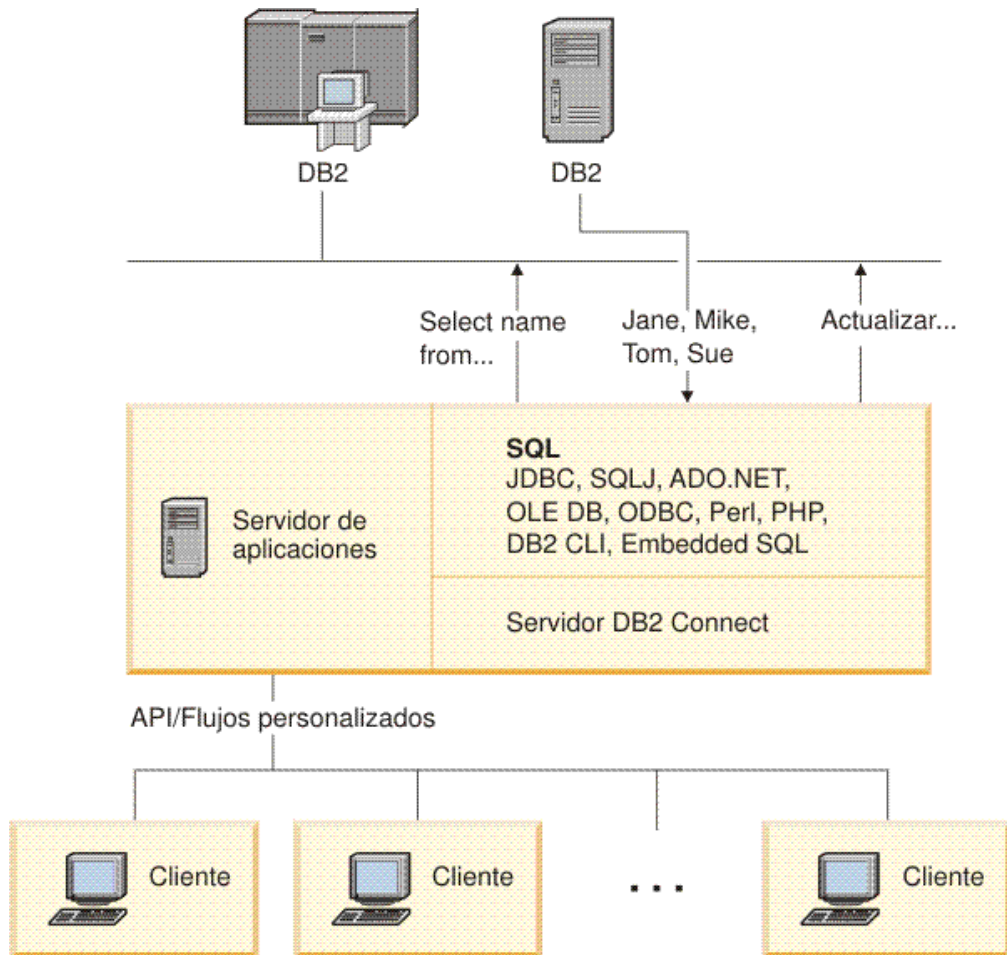 DB2
DB2
Select name
from...
Jane, Mike,
Tom, Sue
Actualizar...
Servidor de
aplicaciones
SQL
JDBC, SQLJ, ADO.NET,
OLE DB, ODBC, Perl, PHP,
DB2 CLI, Embedded SQL
Servidor DB2 Connect
API/Flujos personalizados
Cliente
Cliente
...
Cliente